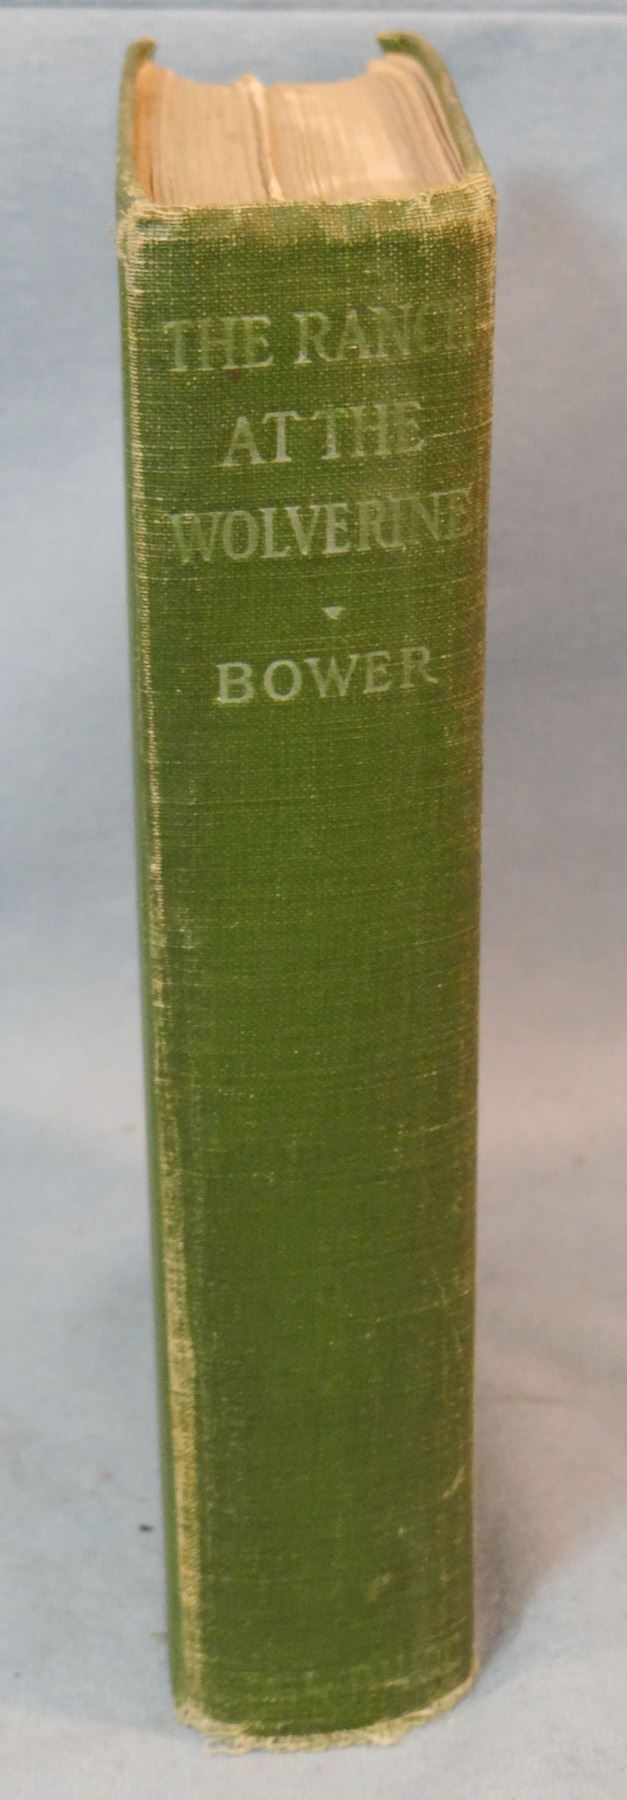 THE RANCH
AT THE
WOLVERINE
BOWER